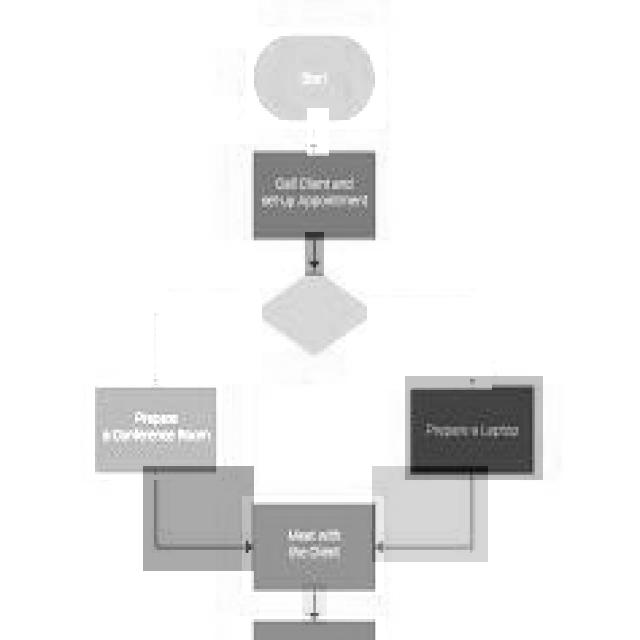 Start
Call Client and
set-up Appointment
Prepare
a Conference Room
Prepare a Laptop
Meet with
the Client